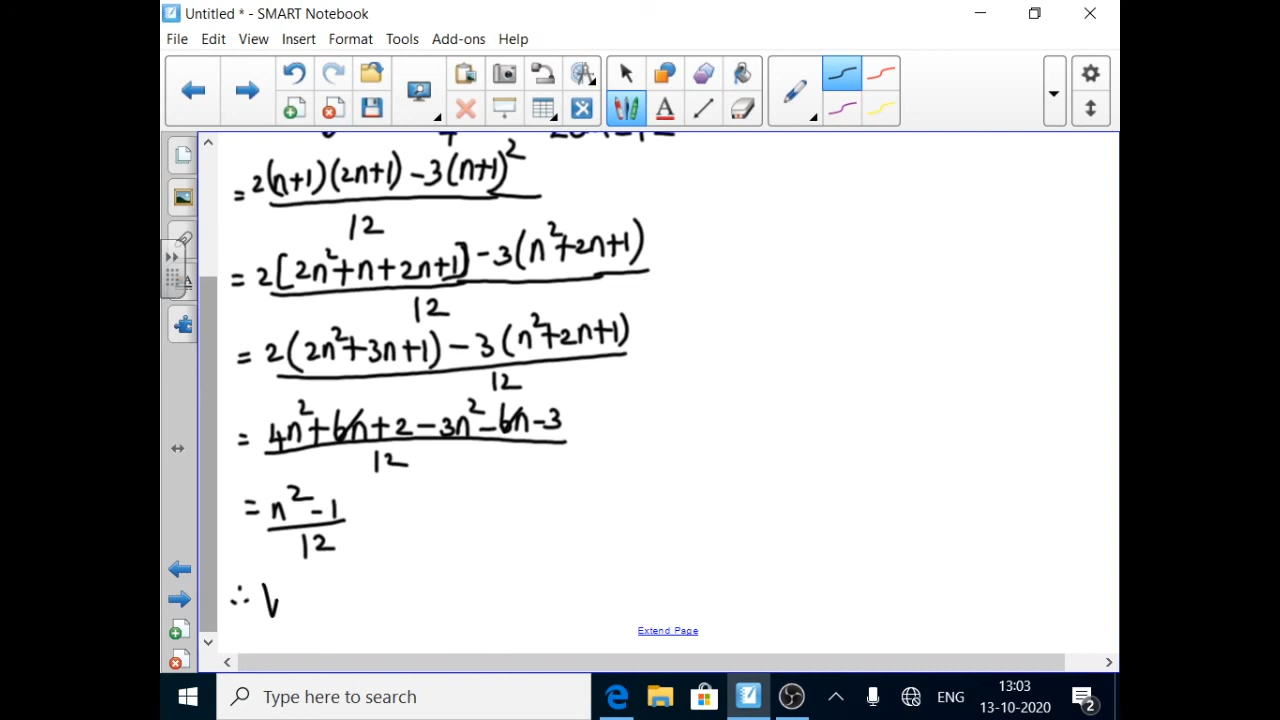 Untitled * - SMART Notebook
File Edit View Insert Format Tools Add-ons Help
= 2(n+1)(2n+1) - 3(n+1)²
12
= 2[2n²+n+2n+1] - 3(n²+2n+1)
12
= 2(2n²+3n+1) - 3(n²+2n+1)
12
= 4n²+6n+2-3n²-6n-3
12
= n²-1
12
∴ V
Extend Page
Type here to search
ENG
13:03
13-10-2020
2